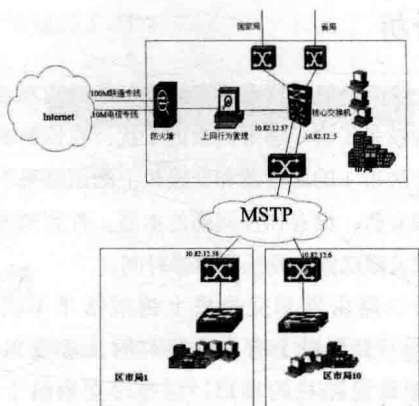 国家局
省局
100M联通专线
Internet
10M电信专线
防火墙
上网行为管理
核心交换机
10.82.12.37
10.82.12.5
市局
MSTP
10.82.12.38
10.82.12.6
区市局1
区市局10